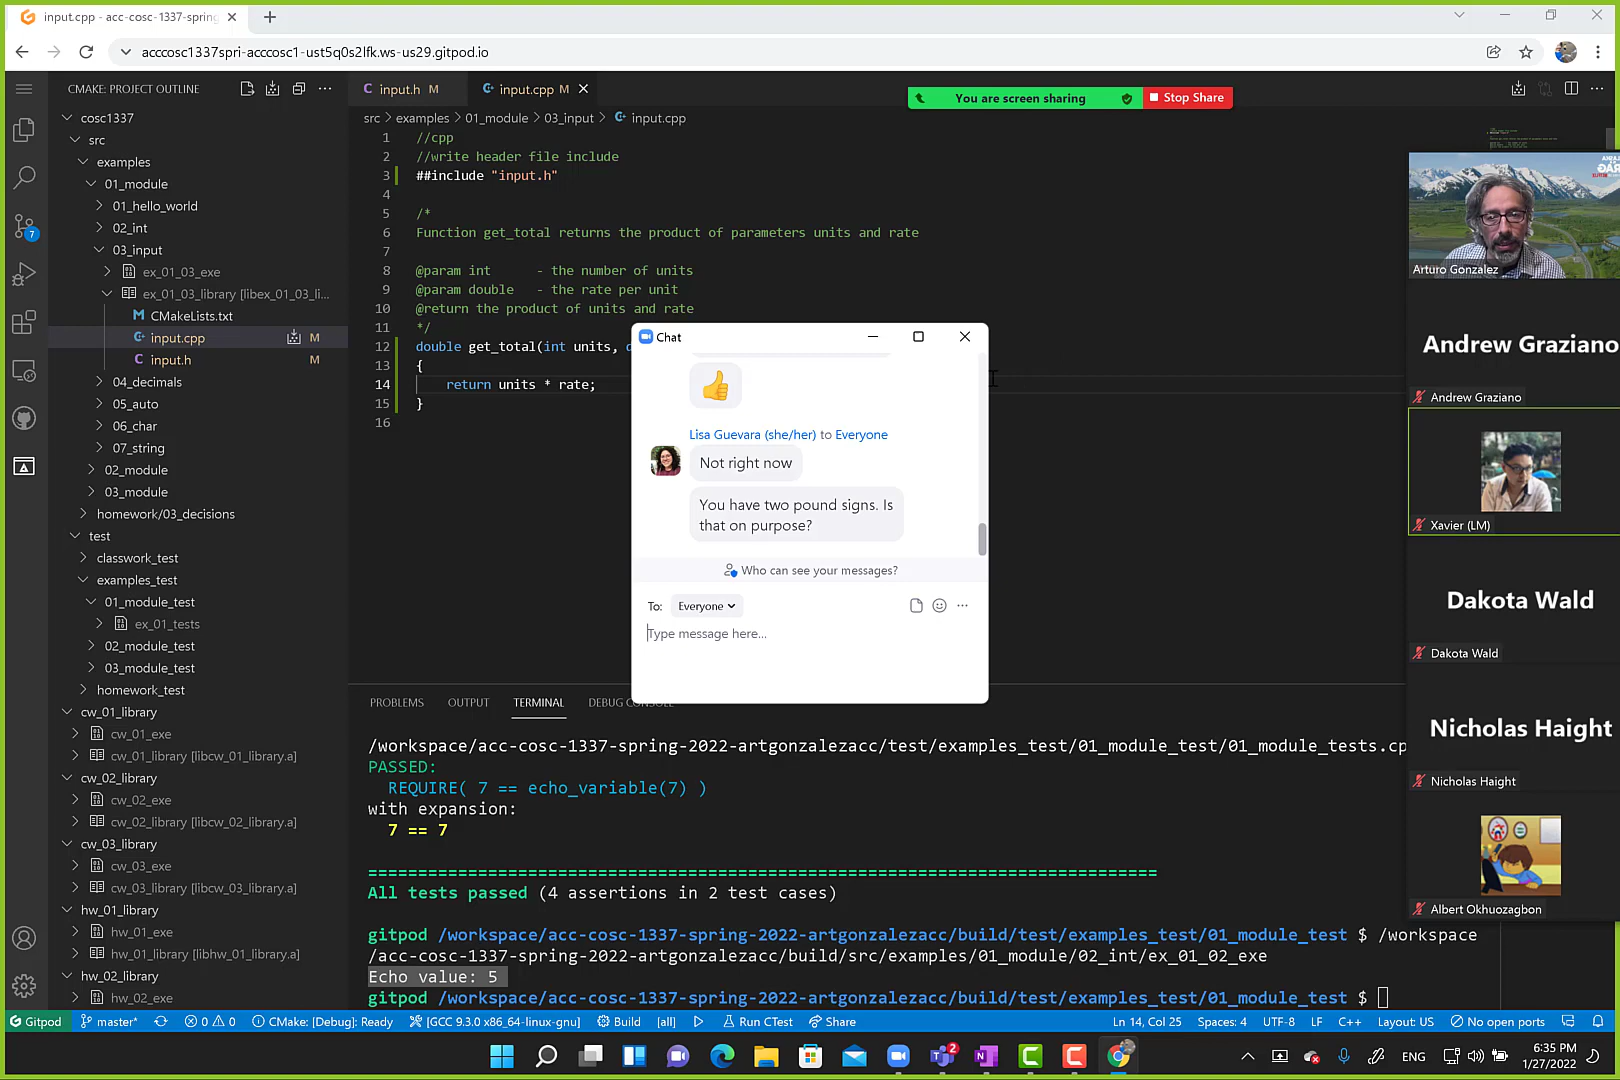 input.cpp - acc-cosc-1337-spring
acccosc1337spri-acccosc1-ust5q0s2lfk.ws-us29.gitpod.io
CMAKE: PROJECT OUTLINE
input.h M
input.cpp M
You are screen sharing
Stop Share
src > examples > 01_module > 03_input > input.cpp
cosc1337
src
examples
01_module
01_hello_world
02_int
03_input
ex_01_03_exe
ex_01_03_library [libex_01_03_li...
CMakeLists.txt
input.cpp M
input.h M
04_decimals
05_auto
06_char
07_string
02_module
03_module
homework/03_decisions
test
classwork_test
examples_test
01_module_test
ex_01_tests
02_module_test
03_module_test
homework_test
cw_01_library
cw_01_exe
cw_01_library [libcw_01_library.a]
cw_02_library
cw_02_exe
cw_02_library [libcw_02_library.a]
cw_03_library
cw_03_exe
cw_03_library [libcw_03_library.a]
hw_01_library
hw_01_exe
hw_01_library [libhw_01_library.a]
hw_02_library
hw_02_exe
7
1 //cpp
2 //write header file include
3 ##include "input.h"
4
5 /*
6 Function get_total returns the product of parameters units and rate
7
8 @param int - the number of units
9 @param double - the rate per unit
10 @return the product of units and rate
11 */
12 double get_total(int units, d
13 {
14 return units * rate;
15 }
16
Chat
Lisa Guevara (she/her) to Everyone
Not right now
You have two pound signs. Is
that on purpose?
Who can see your messages?
To: Everyone
Type message here...
PROBLEMS OUTPUT TERMINAL DEBUG CONSOLE
/workspace/acc-cosc-1337-spring-2022-artgonzalezacc/test/examples_test/01_module_test/01_module_tests.cp
PASSED:
REQUIRE( 7 == echo_variable(7) )
with expansion:
7 == 7
===============================================================================
All tests passed (4 assertions in 2 test cases)
gitpod /workspace/acc-cosc-1337-spring-2022-artgonzalezacc/build/test/examples_test/01_module_test $ /workspace
/acc-cosc-1337-spring-2022-artgonzalezacc/build/src/examples/01_module/02_int/ex_01_02_exe
Echo value: 5
gitpod /workspace/acc-cosc-1337-spring-2022-artgonzalezacc/build/test/examples_test/01_module_test $
Arturo Gonzalez
Andrew Graziano
Andrew Graziano
Xavier (LM)
Dakota Wald
Dakota Wald
Nicholas Haight
Nicholas Haight
Albert Okhuozagbon
Gitpod master* 0 0 CMake: [Debug]: Ready [GCC 9.3.0 x86_64-linux-gnu] Build [all] Run CTest Share Ln 14, Col 25 Spaces: 4 UTF-8 LF C++ Layout: US No open ports
2
ENG
6:35 PM
1/27/2022